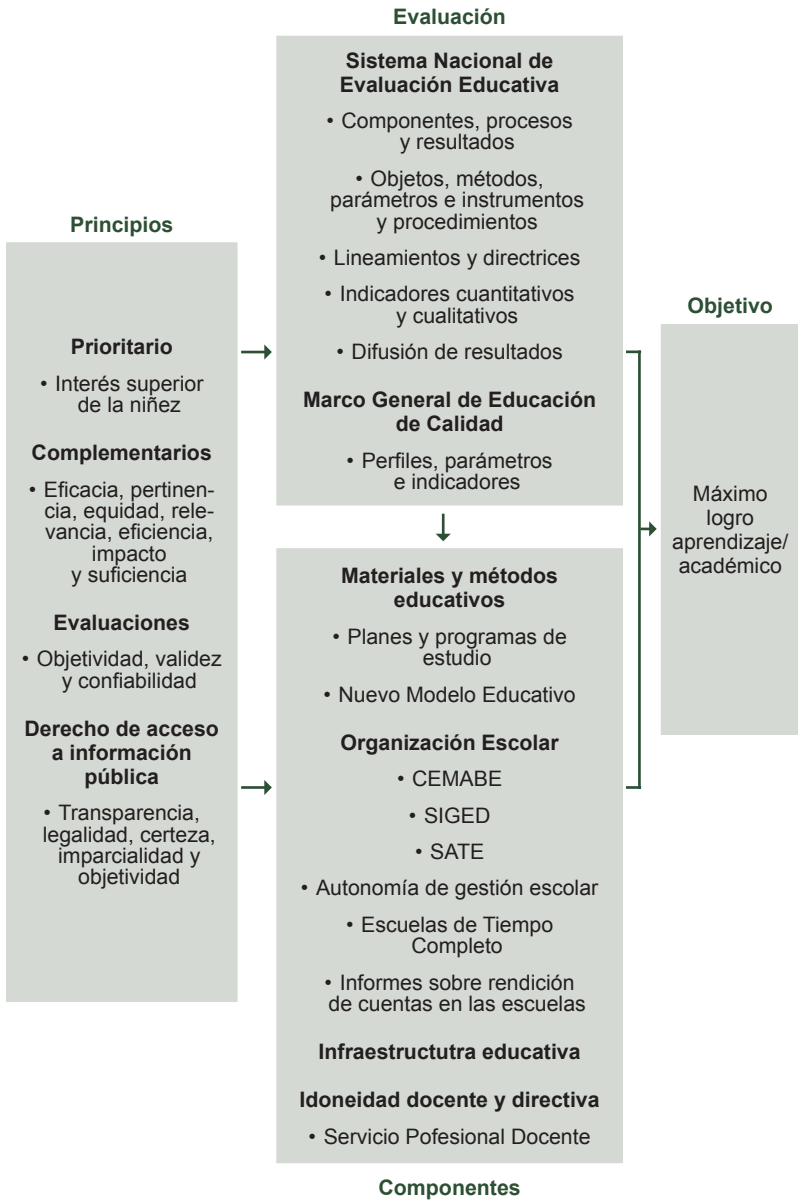 Evaluación
Sistema Nacional de
Evaluación Educativa
• Componentes, procesos
y resultados
• Objetos, métodos,
parámetros e instrumentos
y procedimientos
• Lineamientos y directrices
• Indicadores cuantitativos
y cualitativos
• Difusión de resultados
Marco General de Educación
de Calidad
• Perfiles, parámetros
e indicadores
Principios
Prioritario
• Interés superior
de la niñez
Complementarios
• Eficacia, pertinen-
cia, equidad, rele-
vancia, eficiencia,
impacto
y suficiencia
Evaluaciones
• Objetividad, validez
y confiabilidad
Derecho de acceso
a información
pública
• Transparencia,
legalidad, certeza,
imparcialidad y
objetividad
Materiales y métodos
educativos
• Planes y programas de
estudio
• Nuevo Modelo Educativo
Organización Escolar
• CEMABE
• SIGED
• SATE
• Autonomía de gestión escolar
• Escuelas de Tiempo
Completo
• Informes sobre rendición
de cuentas en las escuelas
Infraestructutra educativa
Idoneidad docente y directiva
• Servicio Pofesional Docente
Componentes
Objetivo
Máximo
logro
aprendizaje/
académico